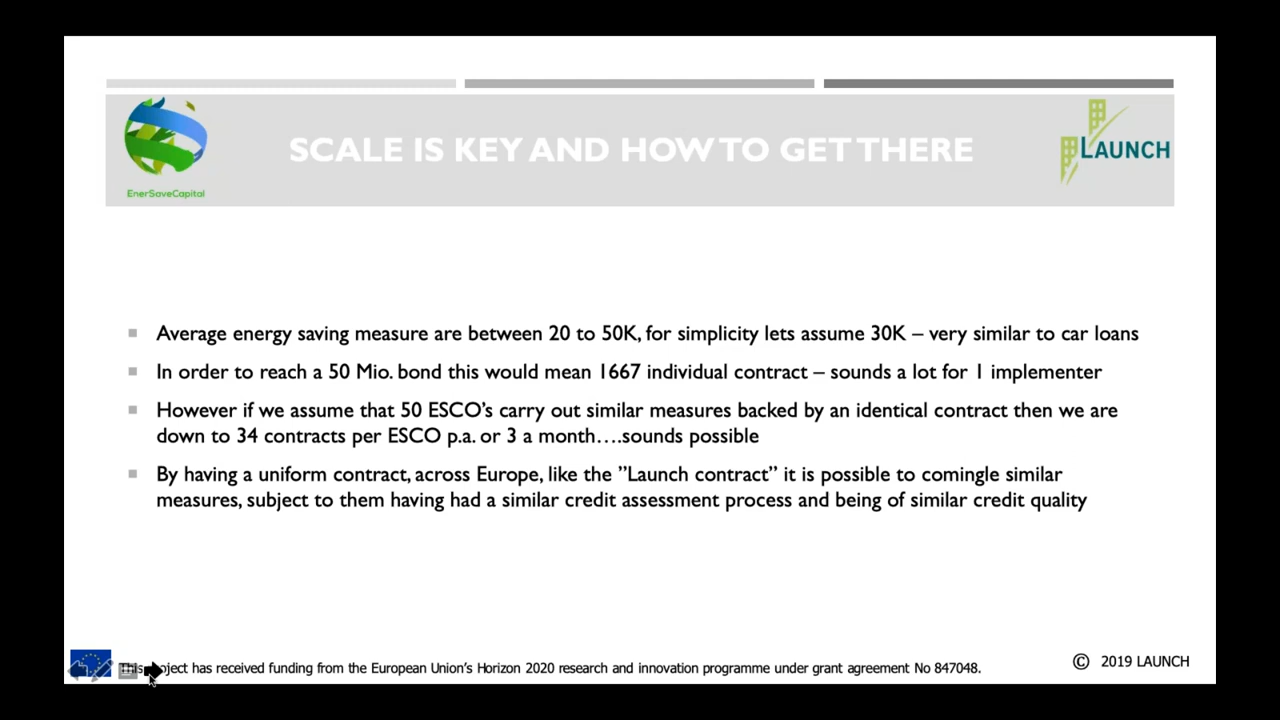 EnerSaveCapital
SCALE IS KEY AND HOW TO GET THERE
LAUNCH
Average energy saving measure are between 20 to 50K, for simplicity lets assume 30K – very similar to car loans
In order to reach a 50 Mio. bond this would mean 1667 individual contract – sounds a lot for 1 implementer
However if we assume that 50 ESCO's carry out similar measures backed by an identical contract then we are
down to 34 contracts per ESCO p.a. or 3 a month….sounds possible
By having a uniform contract, across Europe, like the ”Launch contract” it is possible to comingle similar
measures, subject to them having had a similar credit assessment process and being of similar credit quality
This project has received funding from the European Union's Horizon 2020 research and innovation programme under grant agreement No 847048.
© 2019 LAUNCH